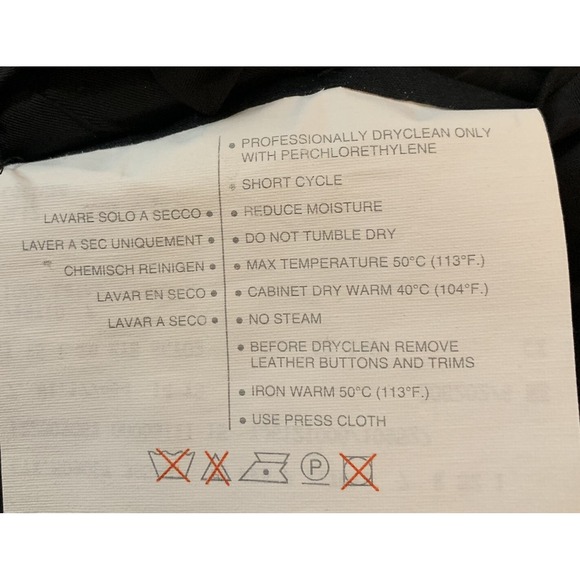 LAVARE SOLO A SECCO •
LAVER A SEC UNIQUEMENT •
CHEMISCH REINIGEN •
LAVAR EN SECO •
LAVAR A SECO •
• PROFESSIONALLY DRYCLEAN ONLY
WITH PERCHLORETHYLENE
• SHORT CYCLE
• REDUCE MOISTURE
• DO NOT TUMBLE DRY
• MAX TEMPERATURE 50°C (113°F.)
• CABINET DRY WARM 40°C (104°F.)
• NO STEAM
• BEFORE DRYCLEAN REMOVE
LEATHER BUTTONS AND TRIMS
• IRON WARM 50°C (113°F.)
• USE PRESS CLOTH
P